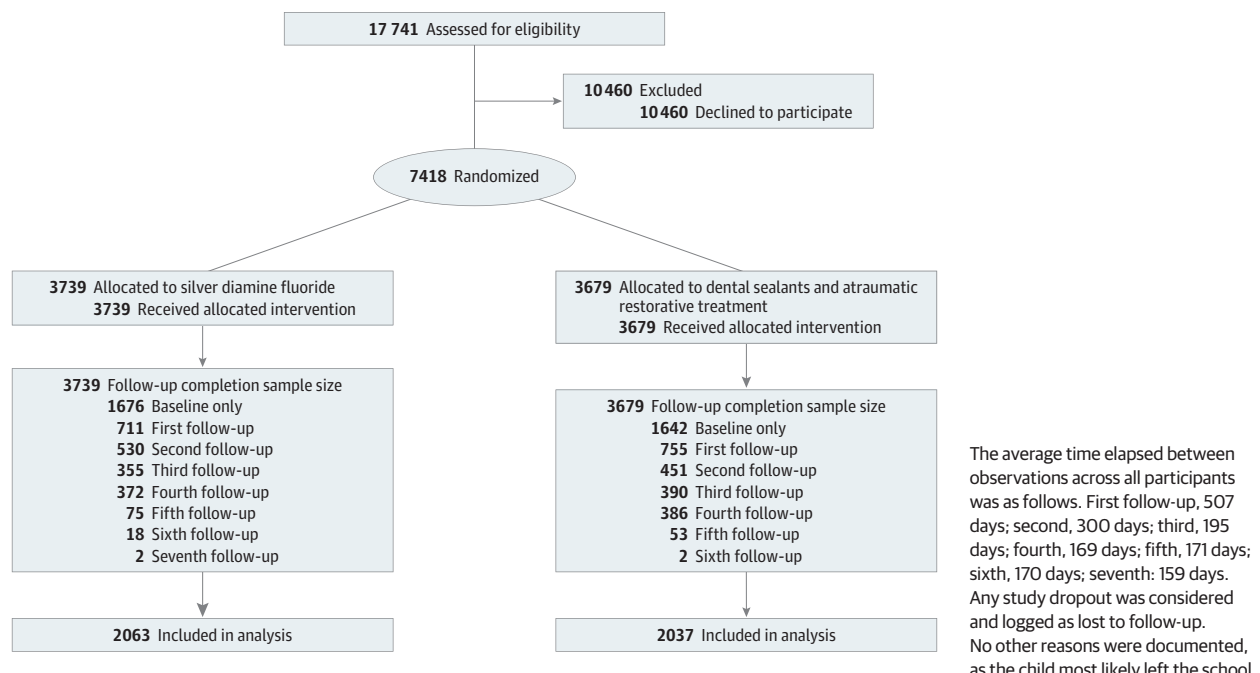 17 741 Assessed for eligibility
10 460 Excluded
10 460 Declined to participate
7418 Randomized
3739 Allocated to silver diamine fluoride
3739 Received allocated intervention
3679 Allocated to dental sealants and atraumatic
restorative treatment
3679 Received allocated intervention
3739 Follow-up completion sample size
1676 Baseline only
711 First follow-up
530 Second follow-up
355 Third follow-up
372 Fourth follow-up
75 Fifth follow-up
18 Sixth follow-up
2 Seventh follow-up
3679 Follow-up completion sample size
1642 Baseline only
755 First follow-up
451 Second follow-up
390 Third follow-up
386 Fourth follow-up
53 Fifth follow-up
2 Sixth follow-up
2063 Included in analysis
2037 Included in analysis
The average time elapsed between
observations across all participants
was as follows. First follow-up, 507
days; second, 300 days; third, 195
days; fourth, 169 days; fifth, 171 days;
sixth, 170 days; seventh: 159 days.
Any study dropout was considered
and logged as lost to follow-up.
No other reasons were documented,
as the child most likely left the school